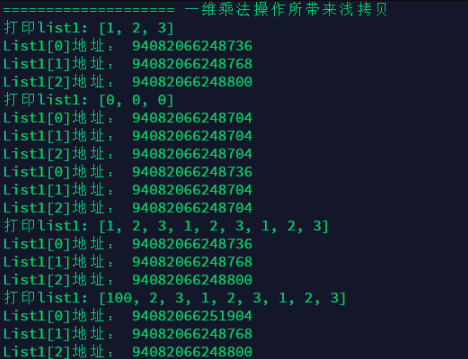 ==================== 一维乘法操作所带来浅拷贝
打印list1: [1, 2, 3]
List1[0]地址: 94082066248736
List1[1]地址: 94082066248768
List1[2]地址: 94082066248800
打印list1: [0, 0, 0]
List1[0]地址: 94082066248704
List1[1]地址: 94082066248704
List1[2]地址: 94082066248704
List1[0]地址: 94082066248736
List1[1]地址: 94082066248704
List1[2]地址: 94082066248704
打印list1: [1, 2, 3, 1, 2, 3, 1, 2, 3]
List1[0]地址: 94082066248736
List1[1]地址: 94082066248768
List1[2]地址: 94082066248800
打印list1: [100, 2, 3, 1, 2, 3, 1, 2, 3]
List1[0]地址: 94082066251904
List1[1]地址: 94082066248768
List1[2]地址: 94082066248800